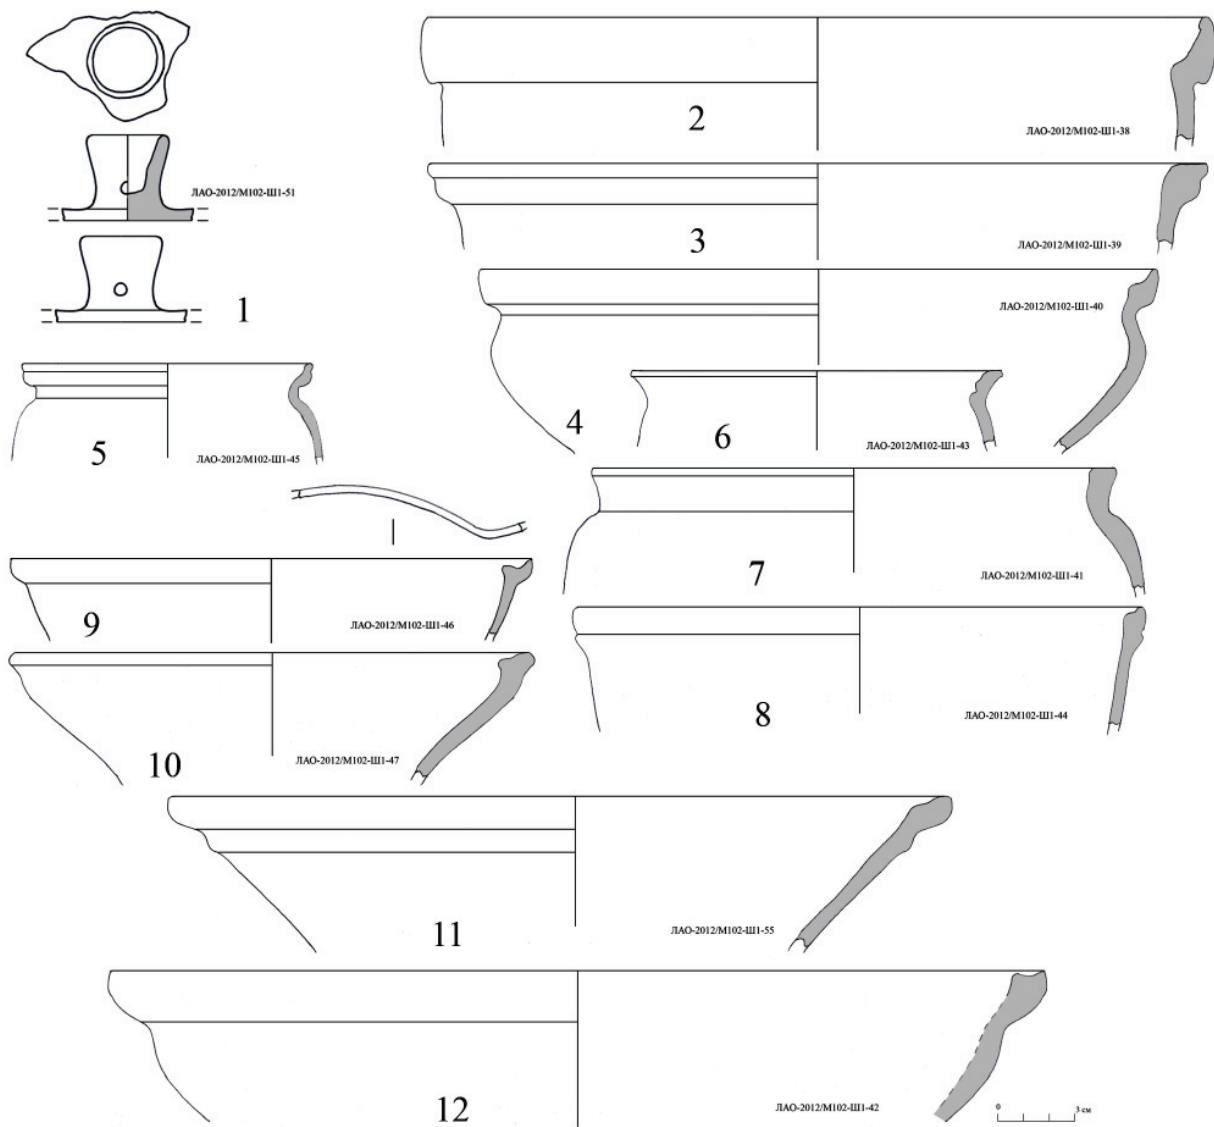 2
ЛАО-2012/М102-Ш1-38
ЛАО-2012/М102-Ш1-51
1
3
ЛАО-2012/М102-Ш1-39
ЛАО-2012/М102-Ш1-40
4
5
ЛАО-2012/М102-Ш1-45
6
ЛАО-2012/М102-Ш1-43
7
ЛАО-2012/М102-Ш1-41
9
ЛАО-2012/М102-Ш1-46
8
ЛАО-2012/М102-Ш1-44
10
ЛАО-2012/М102-Ш1-47
11
ЛАО-2012/М102-Ш1-55
12
ЛАО-2012/М102-Ш1-42
0 3 см